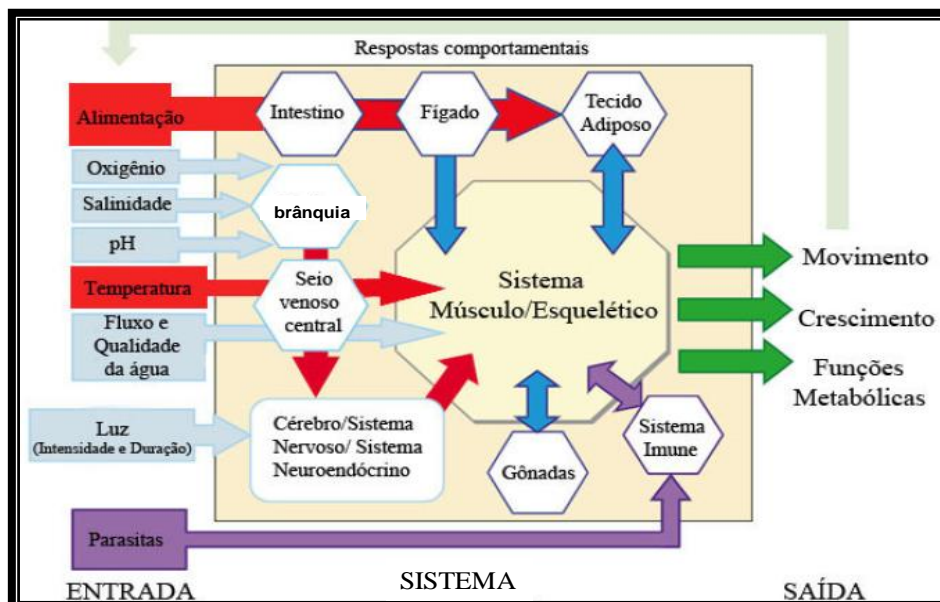 Respostas comportamentais
Alimentação
Intestino
Fígado
Tecido
Adiposo
Oxigênio
Salinidade
pH
brânquia
Temperatura
Seio
venoso
central
Sistema
Músculo/Esquelético
Fluxo e
Qualidade
da água
Luz
(Intensidade e Duração)
Cérebro/Sistema
Nervoso/ Sistema
Neuroendócrino
Gônadas
Sistema
Imune
Parasitas
Movimento
Crescimento
Funções
Metabólicas
ENTRADA
SISTEMA
SAÍDA